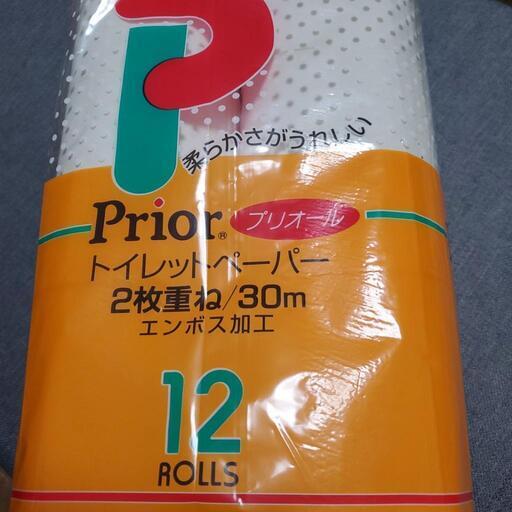 P
柔らかさがうれしい
Prior® プリオール
トイレットペーパー
2枚重ね/30m
エンボス加工
12
ROLLS